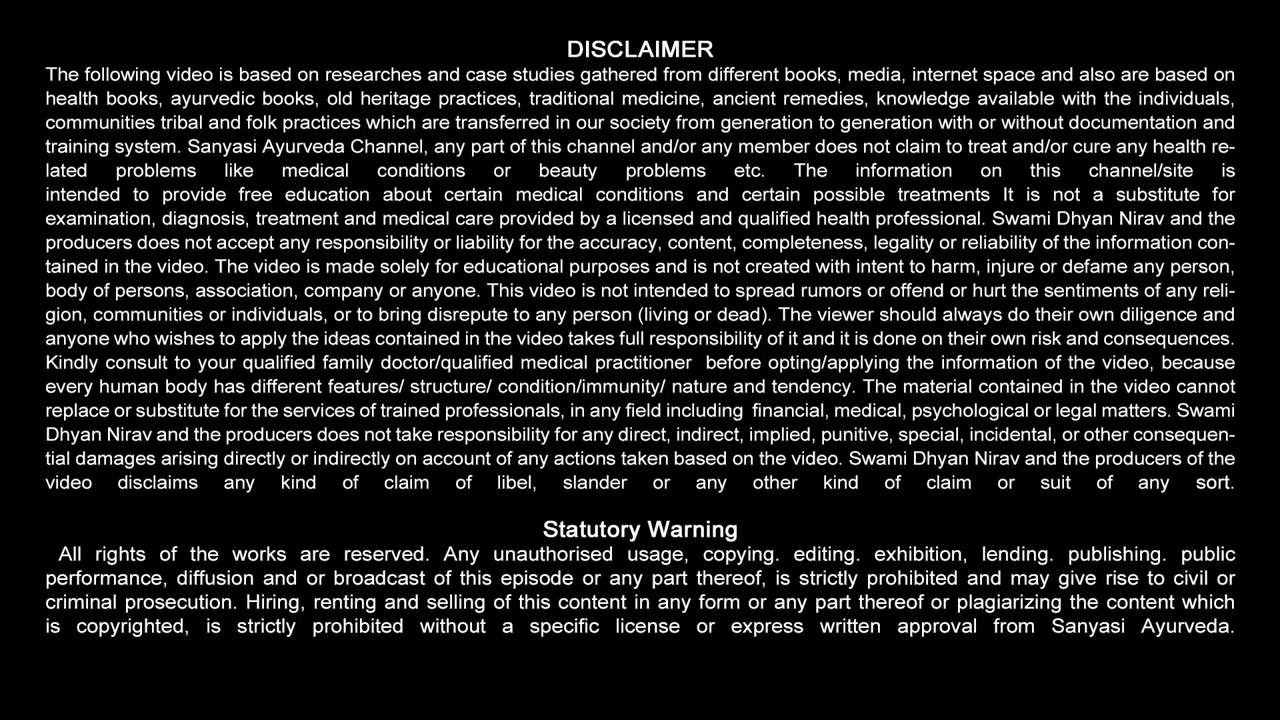 DISCLAIMER
The following video is based on researches and case studies gathered from different books, media, internet space and also are based on
health books, ayurvedic books, old heritage practices, traditional medicine, ancient remedies, knowledge available with the individuals,
communities tribal and folk practices which are transferred in our society from generation to generation with or without documentation and
training system. Sanyasi Ayurveda Channel, any part of this channel and/or any member does not claim to treat and/or cure any health re-
lated problems like medical conditions or beauty problems etc. The information on this channel/site is
intended to provide free education about certain medical conditions and certain possible treatments It is not a substitute for
examination, diagnosis, treatment and medical care provided by a licensed and qualified health professional. Swami Dhyan Nirav and the
producers does not accept any responsibility or liability for the accuracy, content, completeness, legality or reliability of the information con-
tained in the video. The video is made solely for educational purposes and is not created with intent to harm, injure or defame any person,
body of persons, association, company or anyone. This video is not intended to spread rumors or offend or hurt the sentiments of any reli-
gion, communities or individuals, or to bring disrepute to any person (living or dead). The viewer should always do their own diligence and
anyone who wishes to apply the ideas contained in the video takes full responsibility of it and it is done on their own risk and consequences.
Kindly consult to your qualified family doctor/qualified medical practitioner before opting/applying the information of the video, because
every human body has different features/ structure/ condition/immunity/ nature and tendency. The material contained in the video cannot
replace or substitute for the services of trained professionals, in any field including financial, medical, psychological or legal matters. Swami
Dhyan Nirav and the producers does not take responsibility for any direct, indirect, implied, punitive, special, incidental, or other consequen-
tial damages arising directly or indirectly on account of any actions taken based on the video. Swami Dhyan Nirav and the producers of the
video disclaims any kind of claim of libel, slander or any other kind of claim or suit of any sort.
Statutory Warning
All rights of the works are reserved. Any unauthorised usage, copying. editing. exhibition, lending. publishing. public
performance, diffusion and or broadcast of this episode or any part thereof, is strictly prohibited and may give rise to civil or
criminal prosecution. Hiring, renting and selling of this content in any form or any part thereof or plagiarizing the content which
is copyrighted, is strictly prohibited without a specific license or express written approval from Sanyasi Ayurveda.